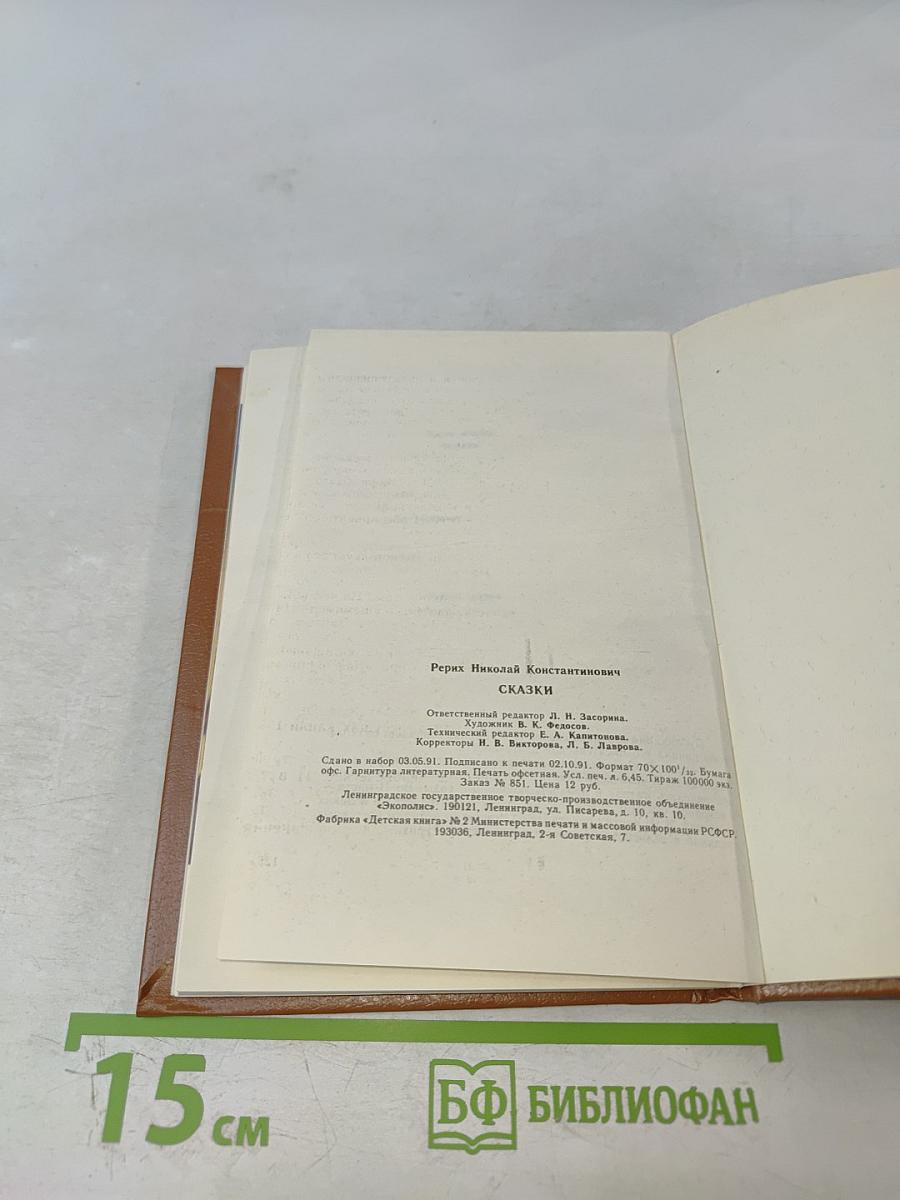 Рерих Николай Константинович
СКАЗКИ
Ответственный редактор Л. Н. Засорина.
Художник В. К. Федосов.
Технический редактор Е. А. Капитонова.
Корректоры Н. В. Викторова, Л. Б. Лаврова.
Сдано в набор 03.05.91. Подписано к печати 02.10.91. Формат 70×100¹/₃₂. Бумага
офс. Гарнитура литературная. Печать офсетная. Усл. печ. л. 6,45. Тираж 100000 экз.
Заказ № 851. Цена 12 руб.
Ленинградское государственное творческо-производственное объединение
«Экополис». 190121, Ленинград, ул. Писарева, д. 10, кв. 10.
Фабрика «Детская книга» № 2 Министерства печати и массовой информации РСФСР.
193036, Ленинград, 2-я Советская, 7.
15 см
БФ БИБЛИОФАН